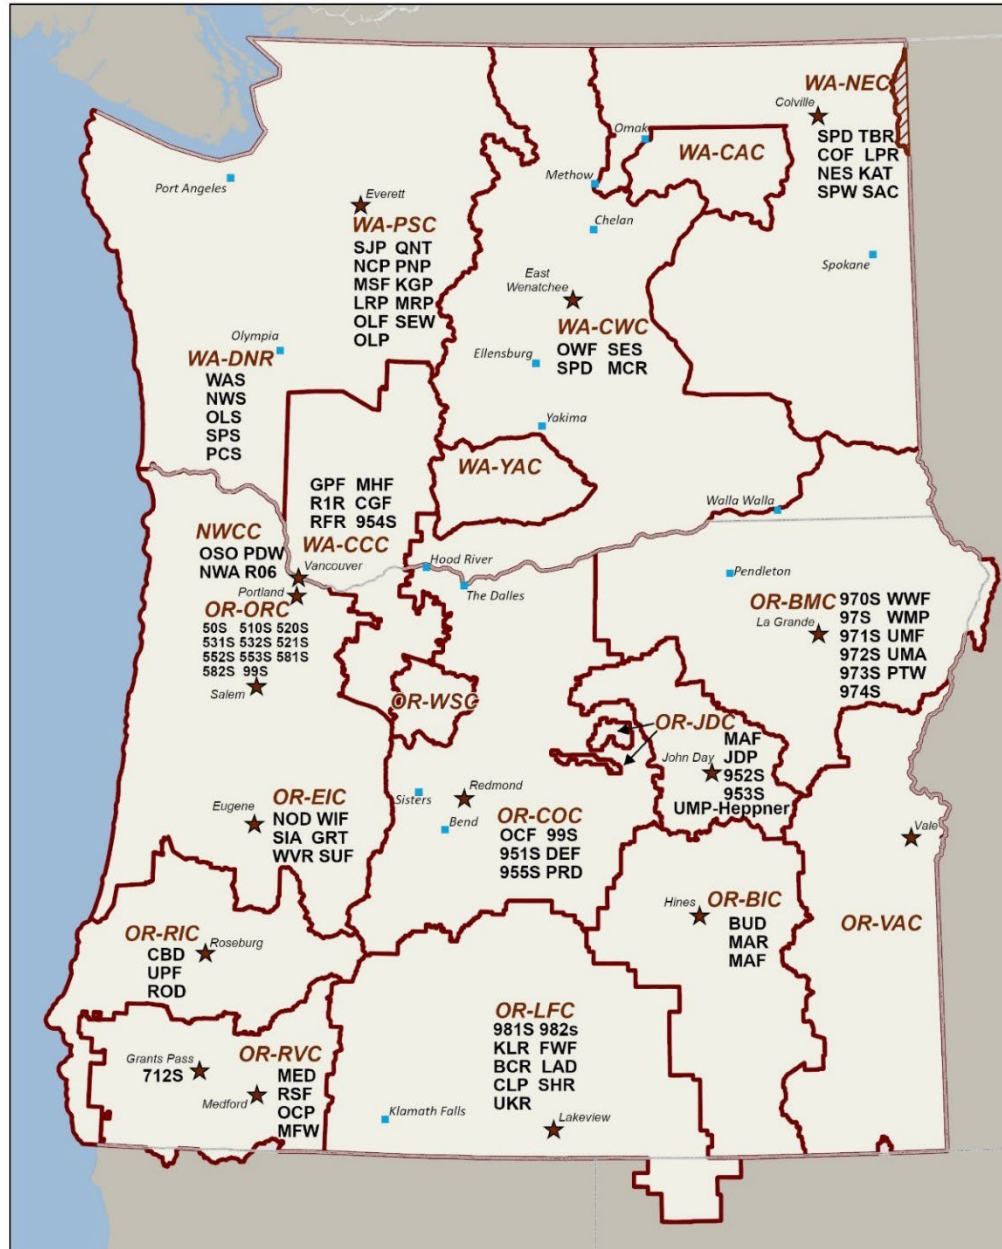 WA-NEC
Colville
SPD TBR
COF LPR
NES KAT
SPW SAC
Omak
WA-CAC
Methow
Port Angeles
Everett
WA-PSC
SJP QNT
NCP PNP
MSF KGP
LRP MRP
OLF SEW
OLP
Chelan
Spokane
East
Wenatchee
WA-CWC
OWF SES
SPD MCR
Olympia
WA-DNR
WAS
NWS
OLS
SPS
PCS
Ellensburg
Yakima
WA-YAC
GPF MHF
R1R CGF
RFR 954S
WA-CCC
Walla Walla
NWCC
OSO PDW
NWA R06
Vancouver
Portland
Hood River
The Dalles
Pendleton
OR-ORC
50S 510S 520S
531S 532S 521S
552S 553S 581S
582S 99S
Salem
OR-BMC
La Grande
970S WWF
97S WMP
971S UMF
972S UMA
973S PTW
974S
OR-WSC
OR-JDC
MAF
John Day JDP
952S
953S
UMP-Heppner
Sisters
Redmond
Bend
OR-COC
OCF 99S
951S DEF
955S PRD
Eugene
OR-EIC
NOD WIF
SIA GRT
WVR SUF
Vale
Hines
OR-BIC
BUD
MAR
MAF
OR-VAC
OR-RIC
Roseburg
CBD
UPF
ROD
OR-LFC
981S 982s
KLR FWF
BCR LAD
CLP SHR
UKR
Grants Pass
712S
OR-RVC
MED
RSF
OCP
MFW
Medford
Klamath Falls
Lakeview